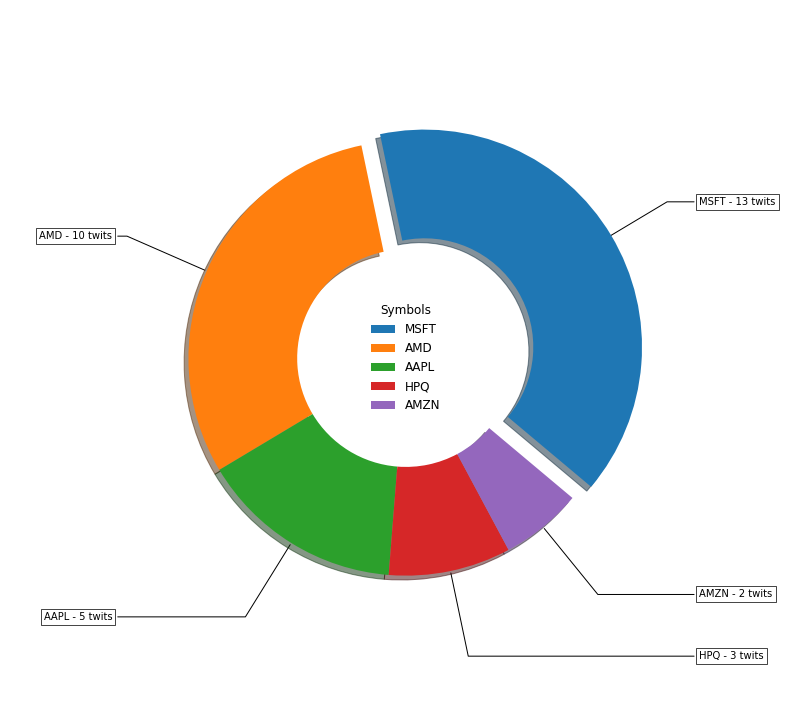 MSFT - 13 twits
AMD - 10 twits
Symbols
MSFT
AMD
AAPL
HPQ
AMZN
AMZN - 2 twits
AAPL - 5 twits
HPQ - 3 twits